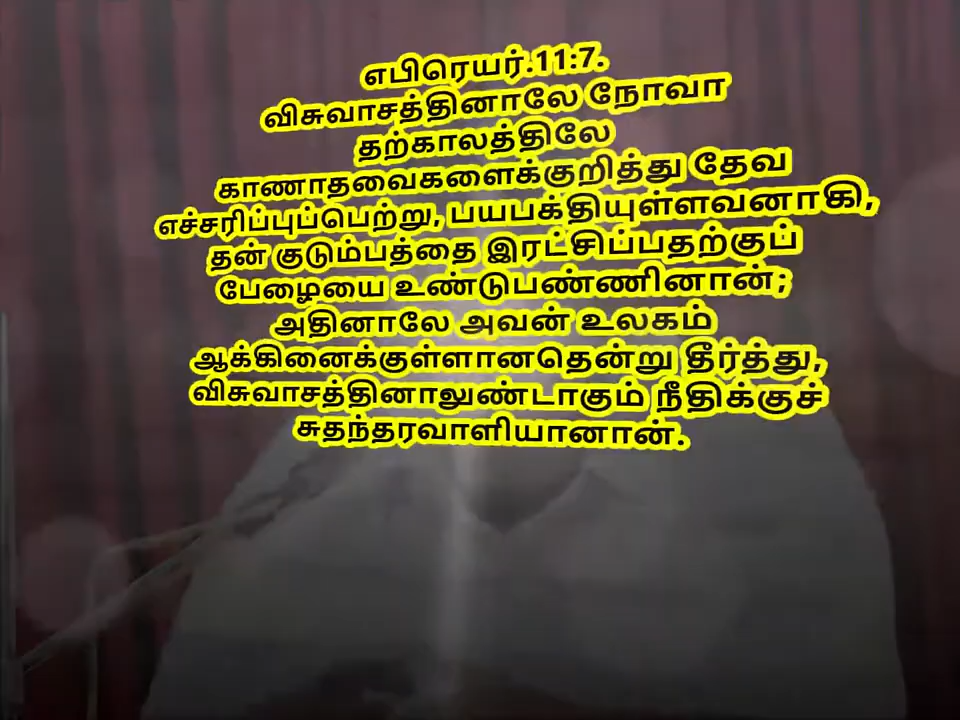 எபிரெயர்.11:7.
விசுவாசத்தினாலே நோவா
தற்காலத்திலே
காணாதவைகளைக்குறித்து தேவ
எச்சரிப்புப்பெற்று, பயபக்தியுள்ளவனாகி,
தன் குடும்பத்தை இரட்சிப்பதற்குப்
பேழையை உண்டுபண்ணினான்;
அதினாலே அவன் உலகம்
ஆக்கினைக்குள்ளானதென்று தீர்த்து,
விசுவாசத்தினாலுண்டாகும் நீதிக்குச்
சுதந்தரவாளியானான்.